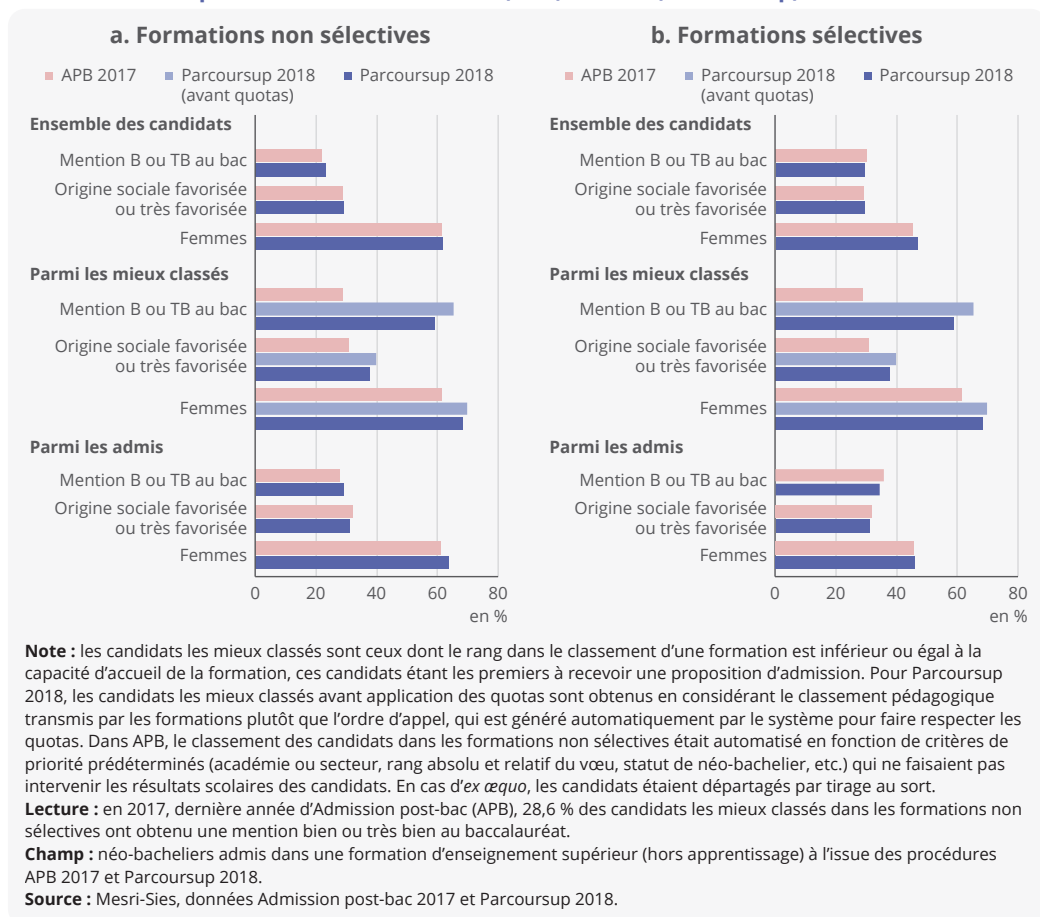 a. Formations non sélectives
APB 2017
Parcoursup 2018
(avant quotas)
Parcoursup 2018
Ensemble des candidats
Mention B ou TB au bac
Origine sociale favorisée
ou très favorisée
Femmes
Parmi les mieux classés
Mention B ou TB au bac
Origine sociale favorisée
ou très favorisée
Femmes
Parmi les admis
Mention B ou TB au bac
Origine sociale favorisée
ou très favorisée
Femmes
0 20 40 60 80
en %
b. Formations sélectives
APB 2017
Parcoursup 2018
(avant quotas)
Parcoursup 2018
Ensemble des candidats
Mention B ou TB au bac
Origine sociale favorisée
ou très favorisée
Femmes
Parmi les mieux classés
Mention B ou TB au bac
Origine sociale favorisée
ou très favorisée
Femmes
Parmi les admis
Mention B ou TB au bac
Origine sociale favorisée
ou très favorisée
Femmes
0 20 40 60 80
en %
Note : les candidats les mieux classés sont ceux dont le rang dans le classement d'une formation est inférieur ou égal à la
capacité d'accueil de la formation, ces candidats étant les premiers à recevoir une proposition d'admission. Pour Parcoursup
2018, les candidats les mieux classés avant application des quotas sont obtenus en considérant le classement pédagogique
transmis par les formations plutôt que l'ordre d'appel, qui est généré automatiquement par le système pour faire respecter les
quotas. Dans APB, le classement des candidats dans les formations non sélectives était automatisé en fonction de critères de
priorité prédéterminés (académie ou secteur, rang absolu et relatif du vœu, statut de néo-bachelier, etc.) qui ne faisaient pas
intervenir les résultats scolaires des candidats. En cas d'ex æquo, les candidats étaient départagés par tirage au sort.
Lecture : en 2017, dernière année d'Admission post-bac (APB), 28,6 % des candidats les mieux classés dans les formations non
sélectives ont obtenu une mention bien ou très bien au baccalauréat.
Champ : néo-bacheliers admis dans une formation d'enseignement supérieur (hors apprentissage) à l'issue des procédures
APB 2017 et Parcoursup 2018.
Source : Mesri-Sies, données Admission post-bac 2017 et Parcoursup 2018.